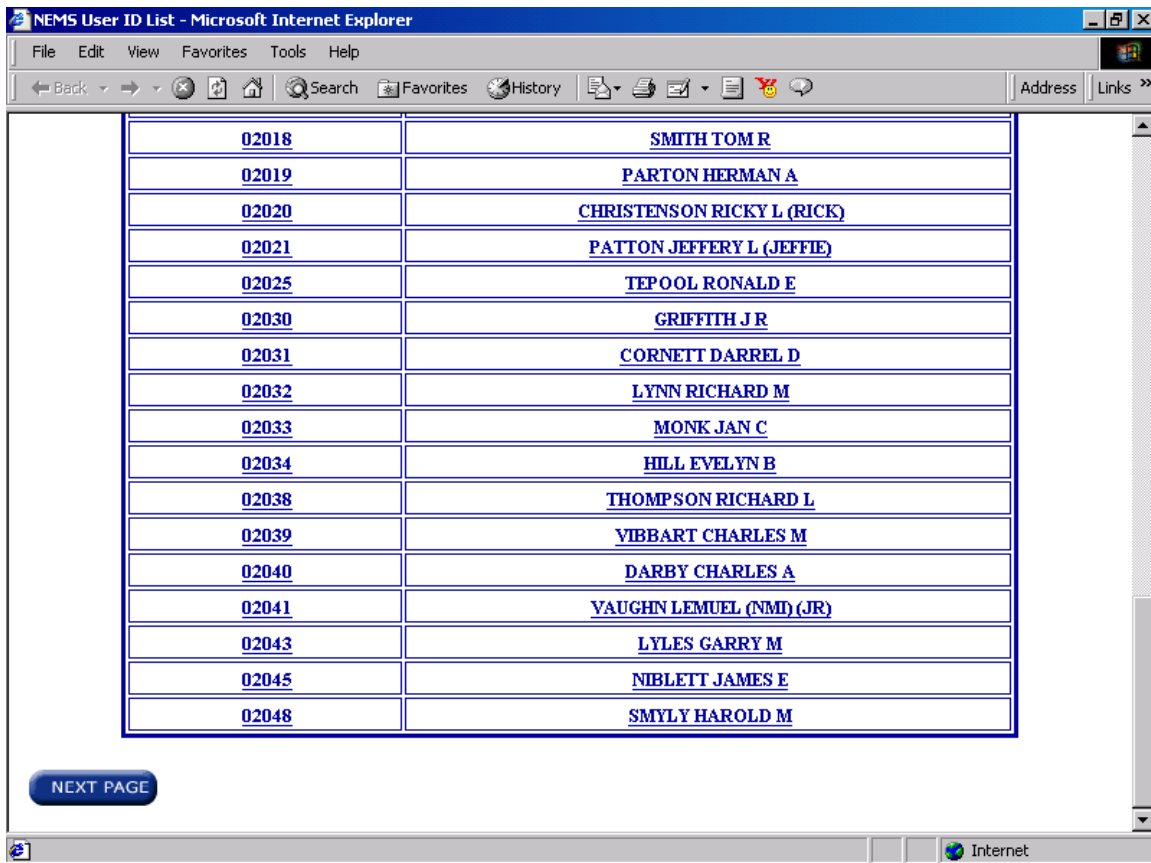 NEMS User ID List - Microsoft Internet Explorer
File Edit View Favorites Tools Help
Back Search Favorites History Address Links »
02018 SMITH TOM R
02019 PARTON HERMAN A
02020 CHRISTENSON RICKY L (RICK)
02021 PATTON JEFFERY L (JEFFIE)
02025 TEPOOL RONALD E
02030 GRIFFITH J R
02031 CORNETT DARREL D
02032 LYNN RICHARD M
02033 MONK JAN C
02034 HILL EVELYN B
02038 THOMPSON RICHARD L
02039 VIBBART CHARLES M
02040 DARBY CHARLES A
02041 VAUGHN LEMUEL (NMI) (JR)
02043 LYLES GARRY M
02045 NIBLETT JAMES E
02048 SMYLY HAROLD M
NEXT PAGE
Internet